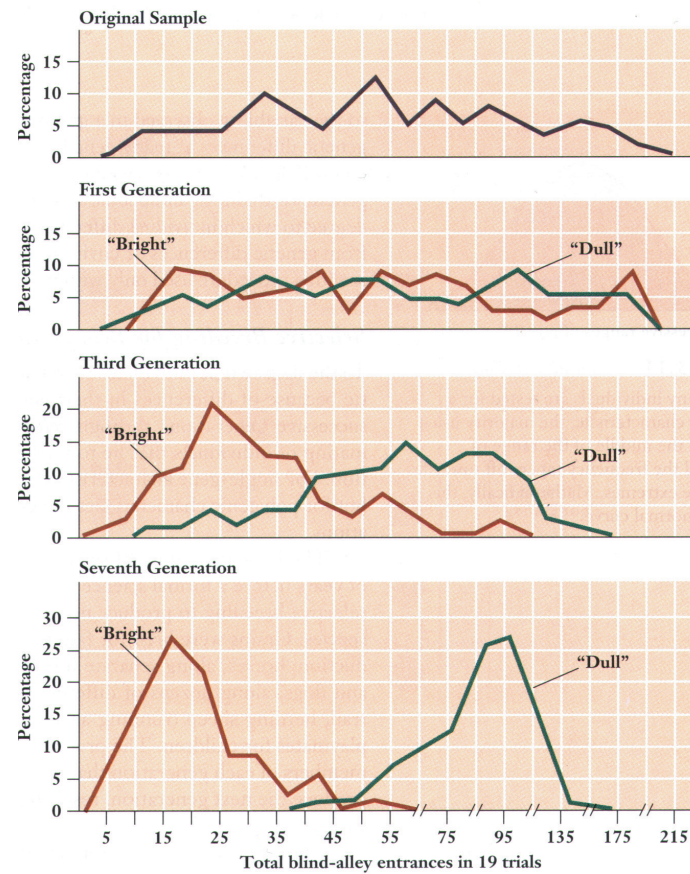 Original Sample
Percentage
15
10
5
0
First Generation
Percentage
15
10
5
0
"Bright"
"Dull"
Third Generation
Percentage
20
15
10
5
0
"Bright"
"Dull"
Seventh Generation
Percentage
30
25
20
15
10
5
0
"Bright"
"Dull"
5 15 25 35 45 55 75 95 135 175 215
Total blind-alley entrances in 19 trials